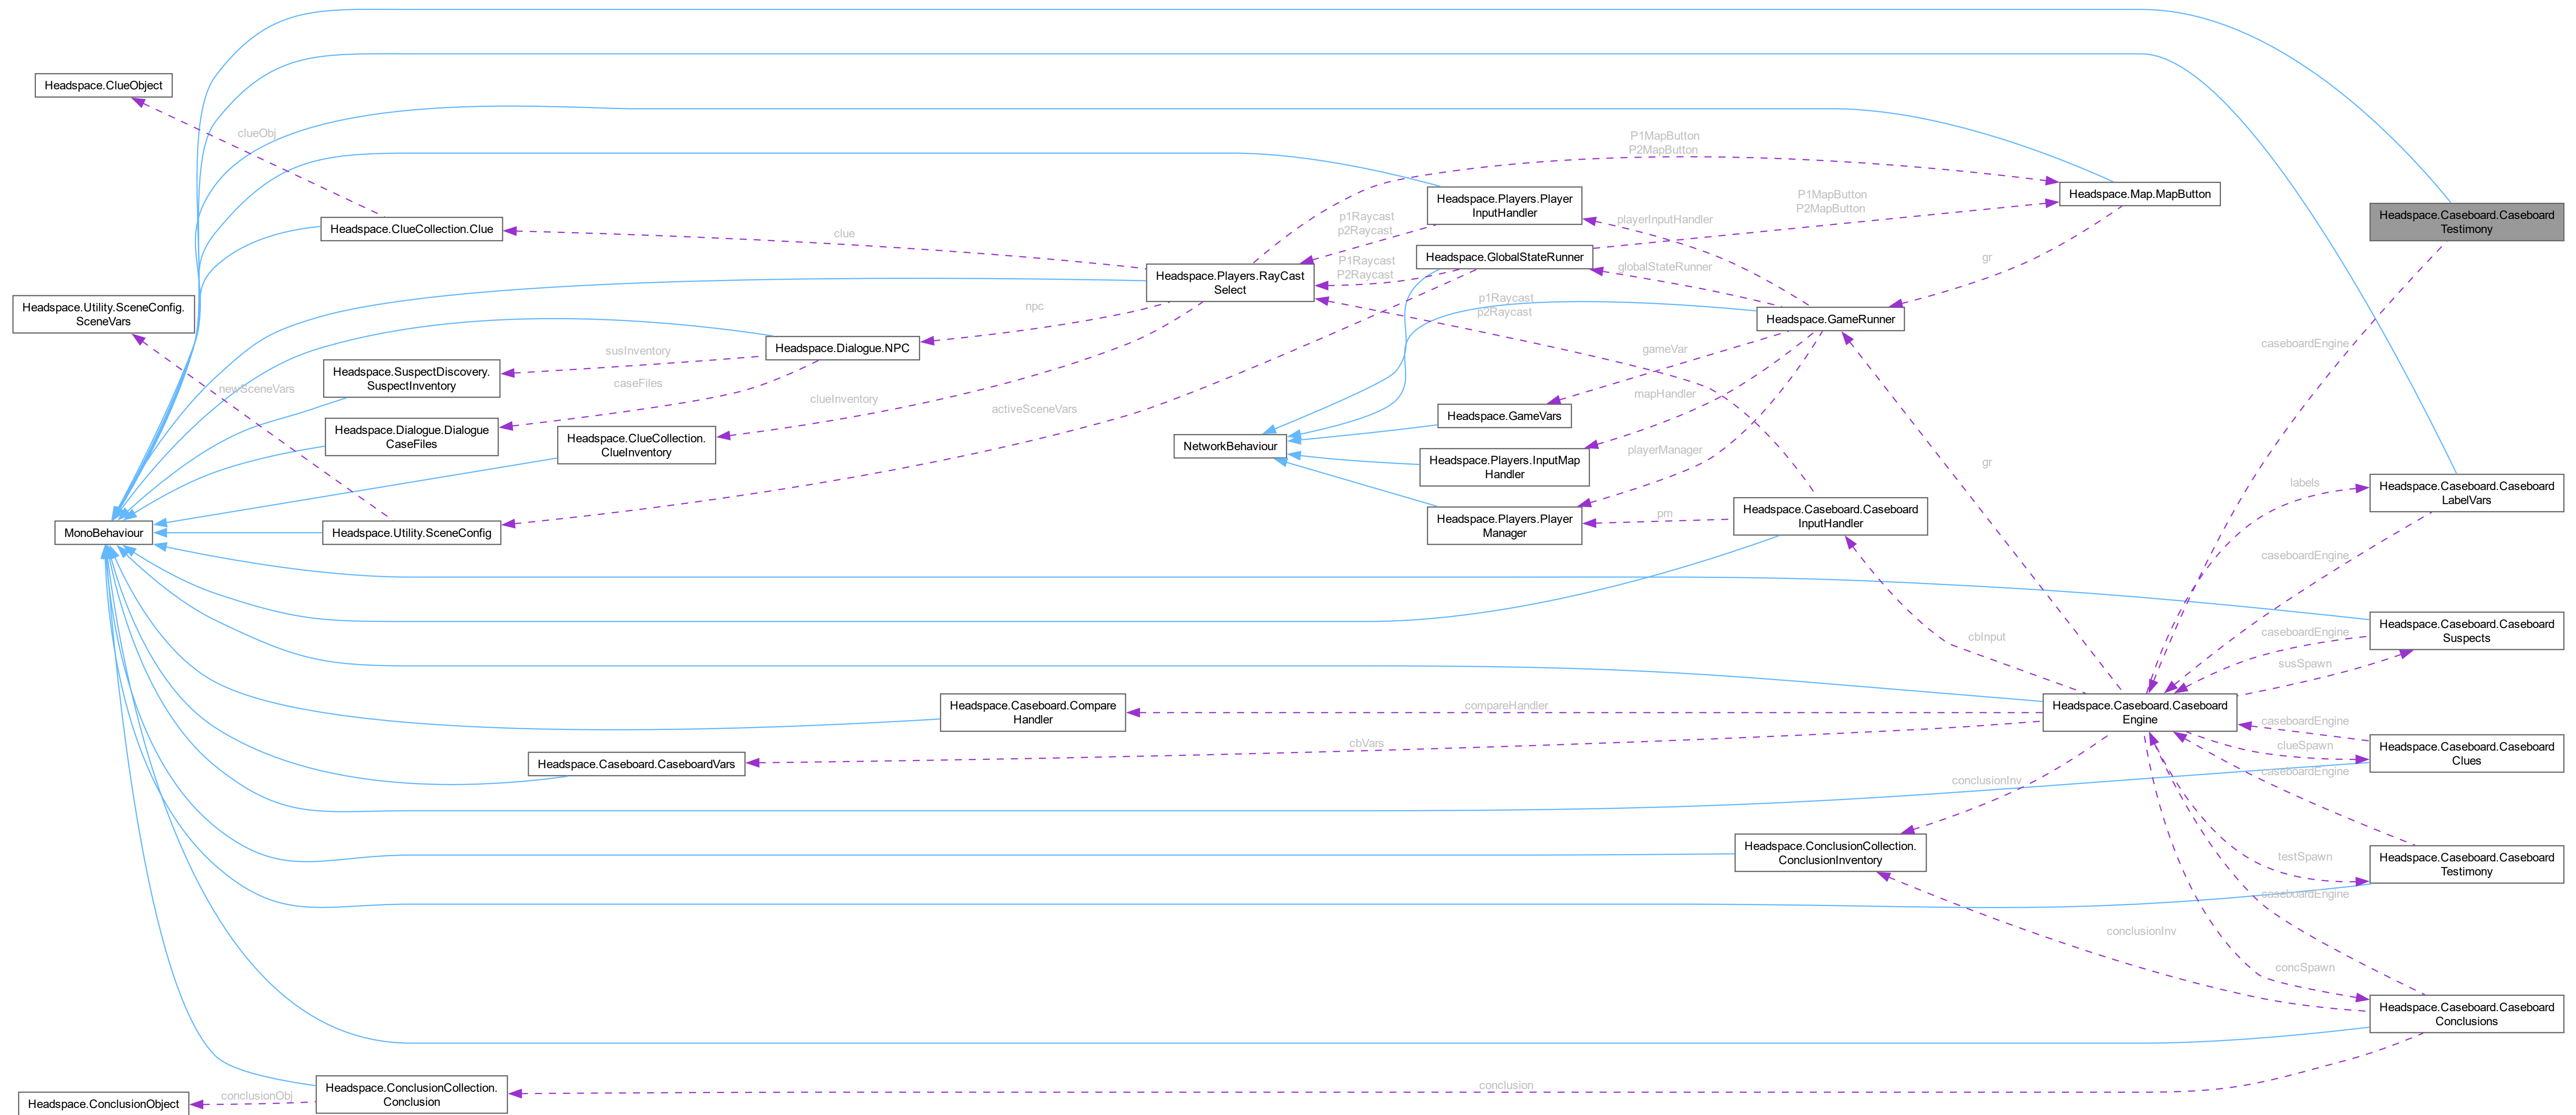 Headspace.ClueObject
clueObj
P1MapButton
P2MapButton
Headspace.Map.MapButton
Headspace.Players.Player
InputHandler
P1MapButton
P2MapButton
Headspace.Caseboard.Caseboard
Testimony
Headspace.ClueCollection.Clue
clue
p1Raycast
p2Raycast
playerInputHandler
Headspace.GlobalStateRunner
gr
Headspace.Players.RayCast
Select
P1Raycast
P2Raycast
globalStateRunner
Headspace.Utility.SceneConfig.
SceneVars
npc
p1Raycast
p2Raycast
Headspace.GameRunner
Headspace.Dialogue.NPC
susInventory
gameVar
caseboardEngine
Headspace.SuspectDiscovery.
SuspectInventory
newSceneVars
caseFiles
clueInventory
activeSceneVars
mapHandler
Headspace.GameVars
Headspace.Dialogue.Dialogue
CaseFiles
Headspace.ClueCollection.
ClueInventory
NetworkBehaviour
playerManager
Headspace.Players.InputMap
Handler
gr
labels
Headspace.Caseboard.Caseboard
LabelVars
MonoBehaviour
Headspace.Utility.SceneConfig
Headspace.Players.Player
Manager
pm
Headspace.Caseboard.Caseboard
InputHandler
caseboardEngine
cbInput
caseboardEngine
Headspace.Caseboard.Caseboard
Suspects
susSpawn
Headspace.Caseboard.Compare
Handler
compareHandler
Headspace.Caseboard.Caseboard
Engine
caseboardEngine
Headspace.Caseboard.CaseboardVars
cbVars
clueSpawn
Headspace.Caseboard.Caseboard
Clues
conclusionInv
caseboardEngine
Headspace.ConclusionCollection.
ConclusionInventory
testSpawn
Headspace.Caseboard.Caseboard
Testimony
caseboardEngine
conclusionInv
concSpawn
Headspace.Caseboard.Caseboard
Conclusions
Headspace.ConclusionObject
conclusionObj
Headspace.ConclusionCollection.
Conclusion
conclusion